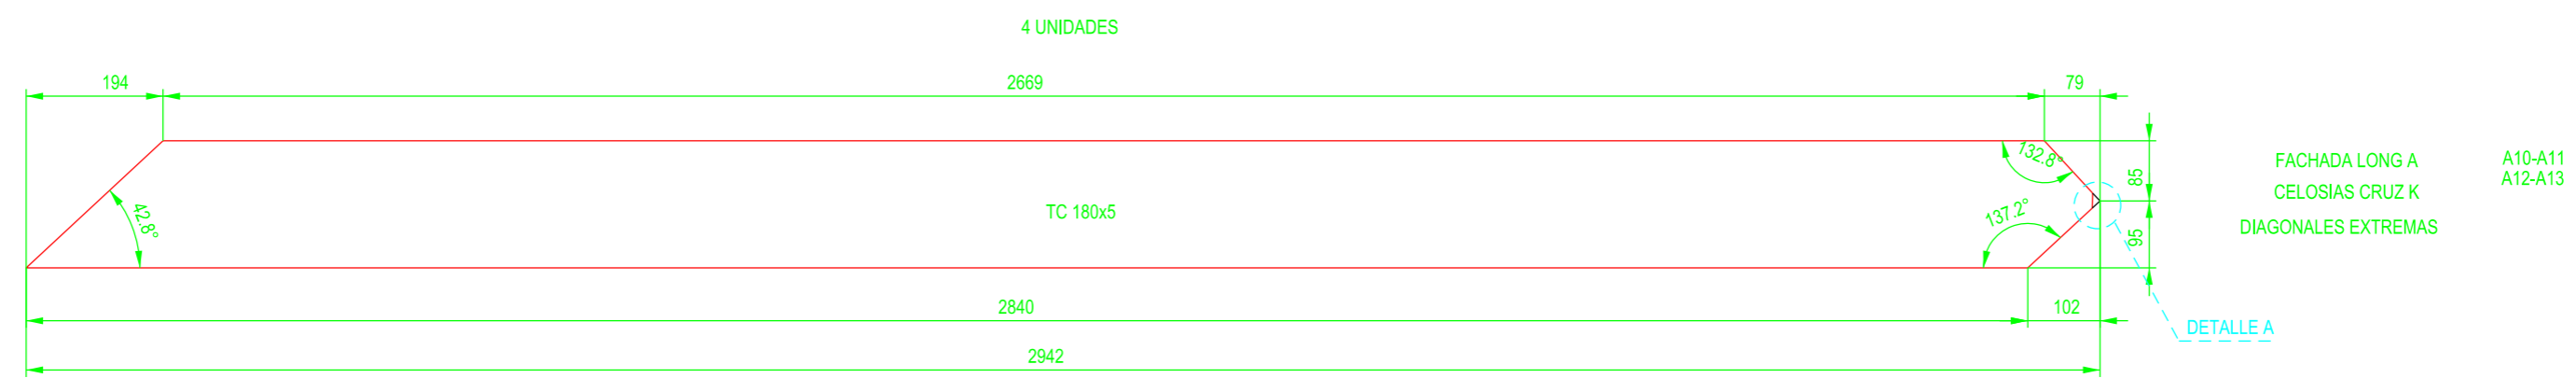 4 UNIDADES
194
2669
79
132.8°
85
FACHADA LONG A
A10-A11
CELOSIAS CRUZ K
A12-A13
42.8°
TC 180x5
137.2°
95
DIAGONALES EXTREMAS
2840
102
DETALLE A
2942